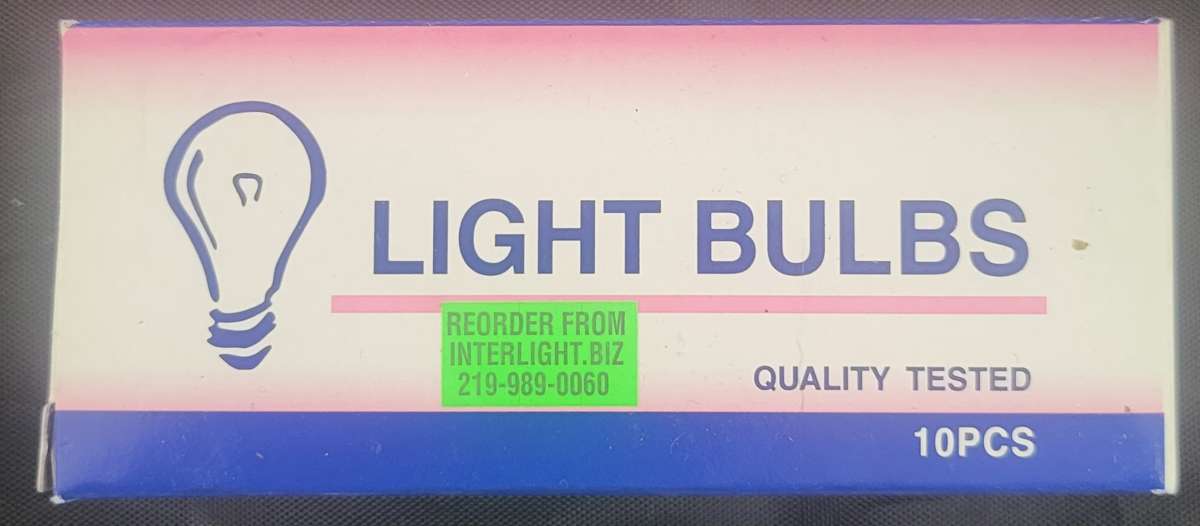 LIGHT BULBS
REORDER FROM
INTERLIGHT.BIZ
219-989-0060
QUALITY TESTED
10PCS